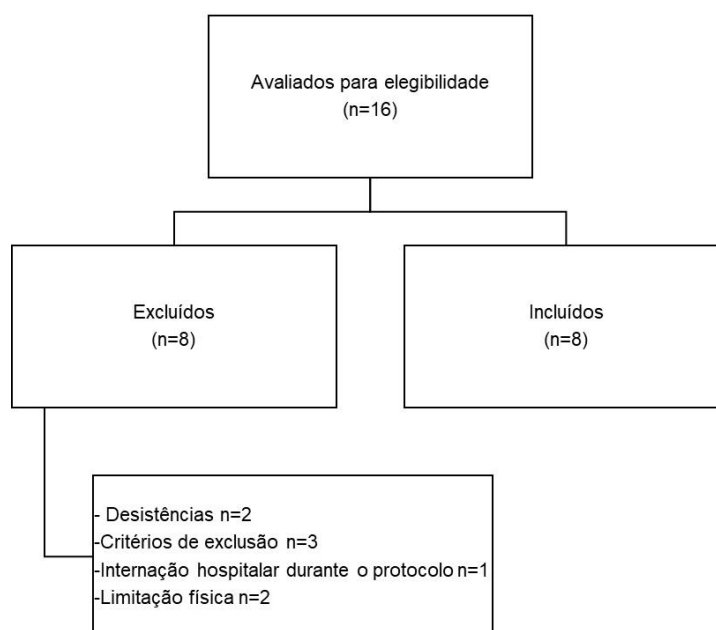 Avaliados para elegibilidade
(n=16)
Excluídos
(n=8)
Incluídos
(n=8)
- Desistências n=2
-Critérios de exclusão n=3
-Internação hospitalar durante o protocolo n=1
-Limitação física n=2